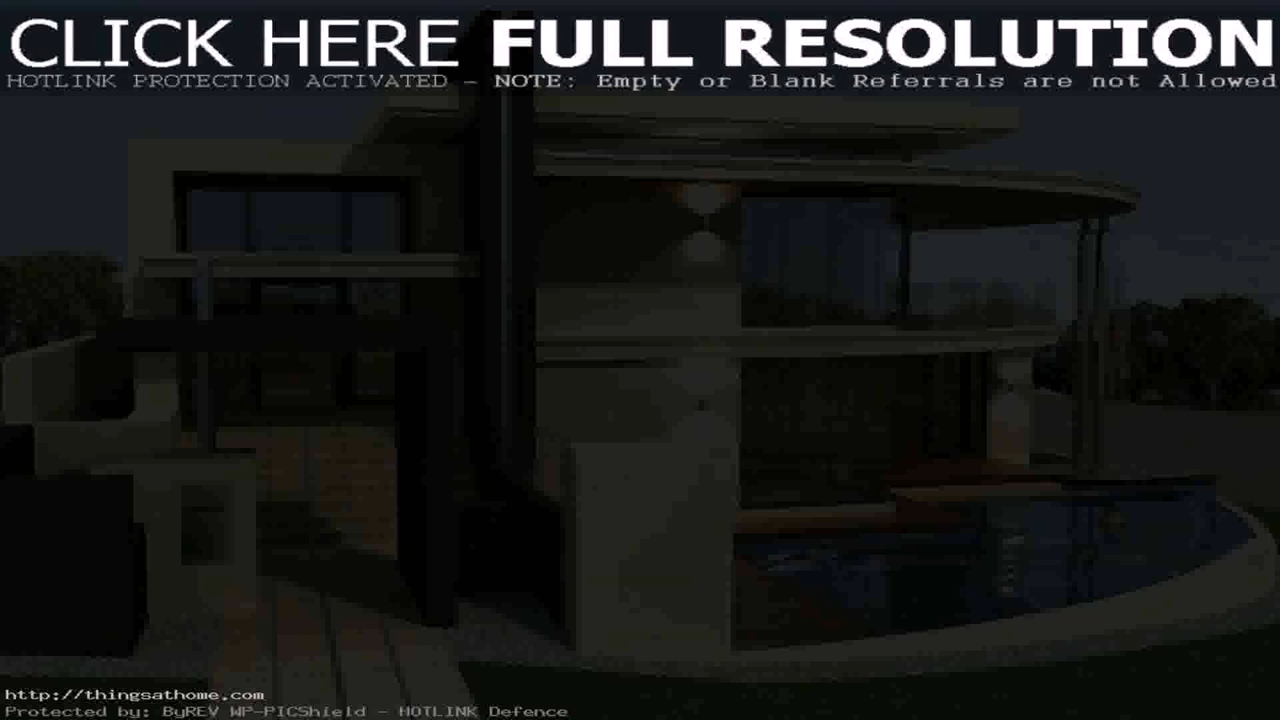 CLICK HERE FULL RESOLUTION
HOTLINK PROTECTION ACTIVATED - NOTE: Empty or Blank Referrals are not Allowed
http://thingsathome.com
Protected by: ByREV WP-PICShield - HOTLINK Defence